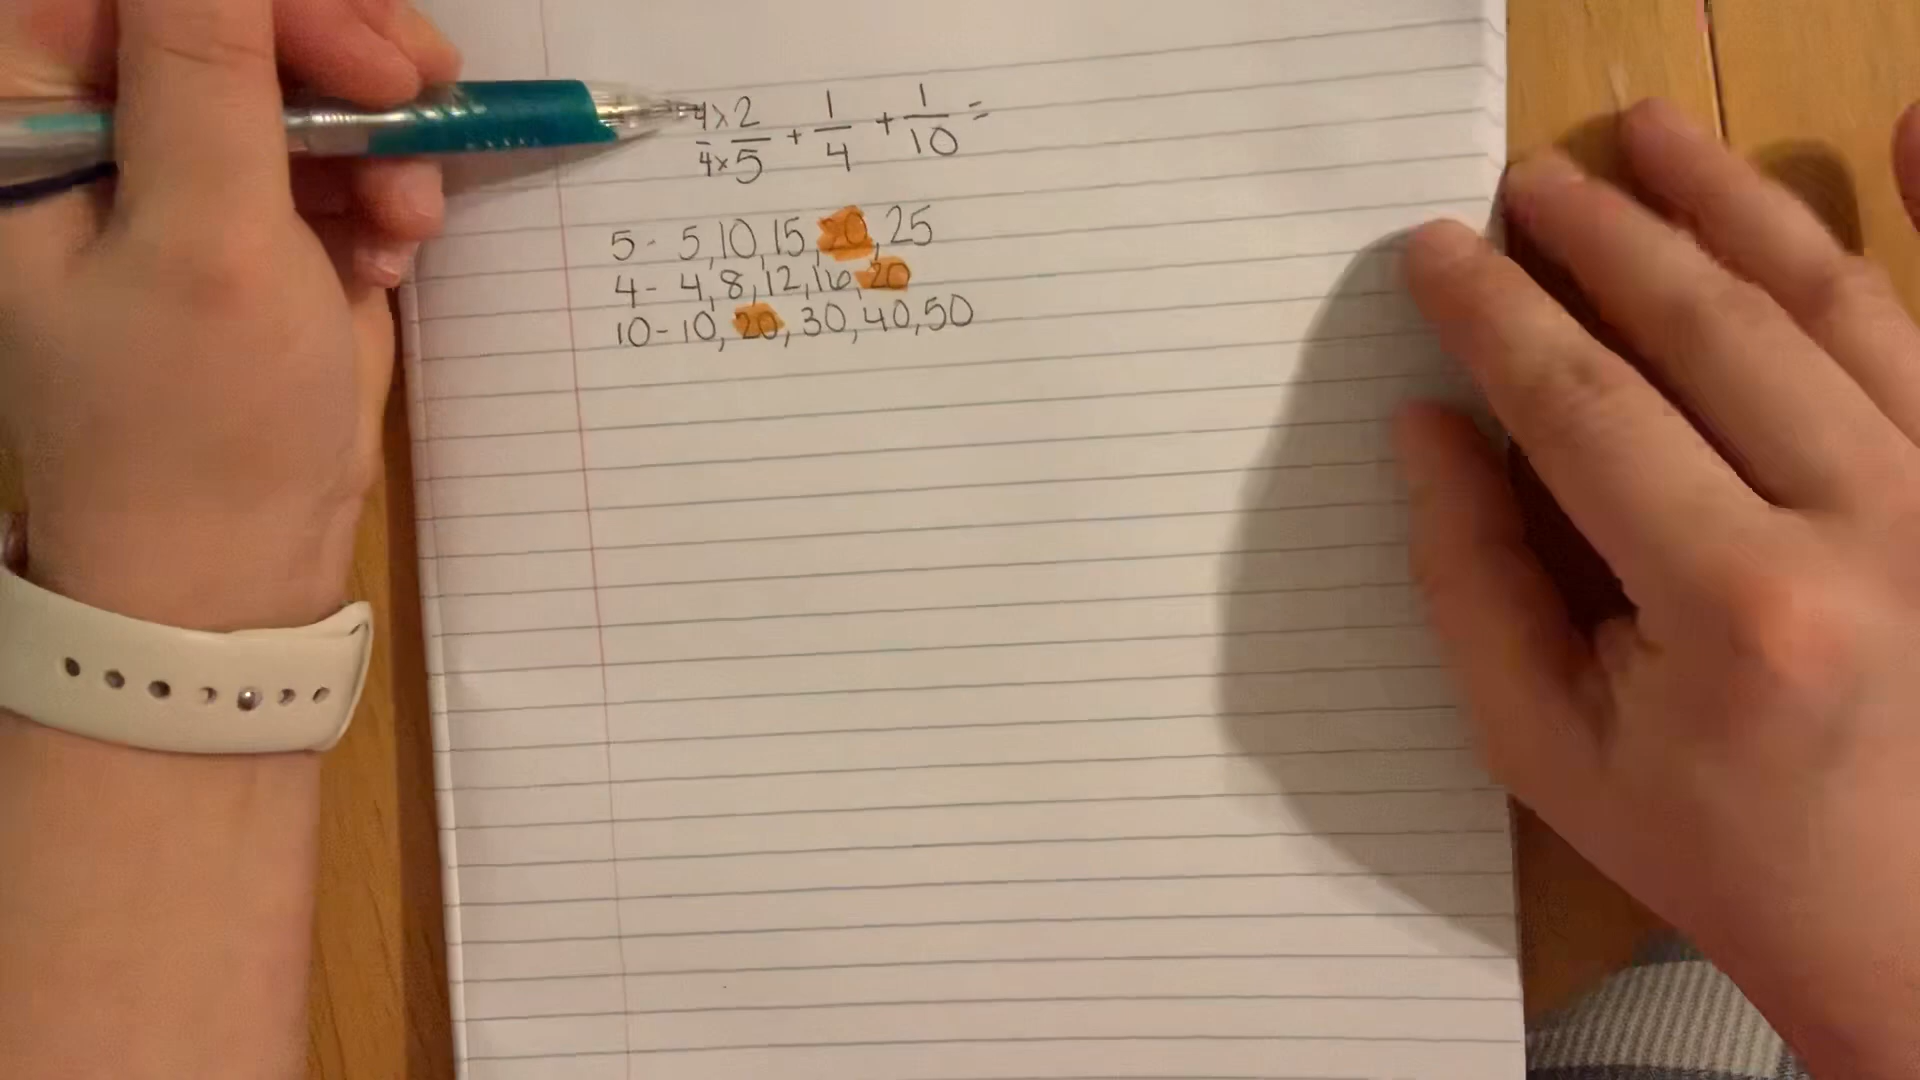 4×2/4×5 + 1/4 + 1/10 =
5- 5,10,15,20,25
4- 4,8,12,16,20
10-10,20,30,40,50